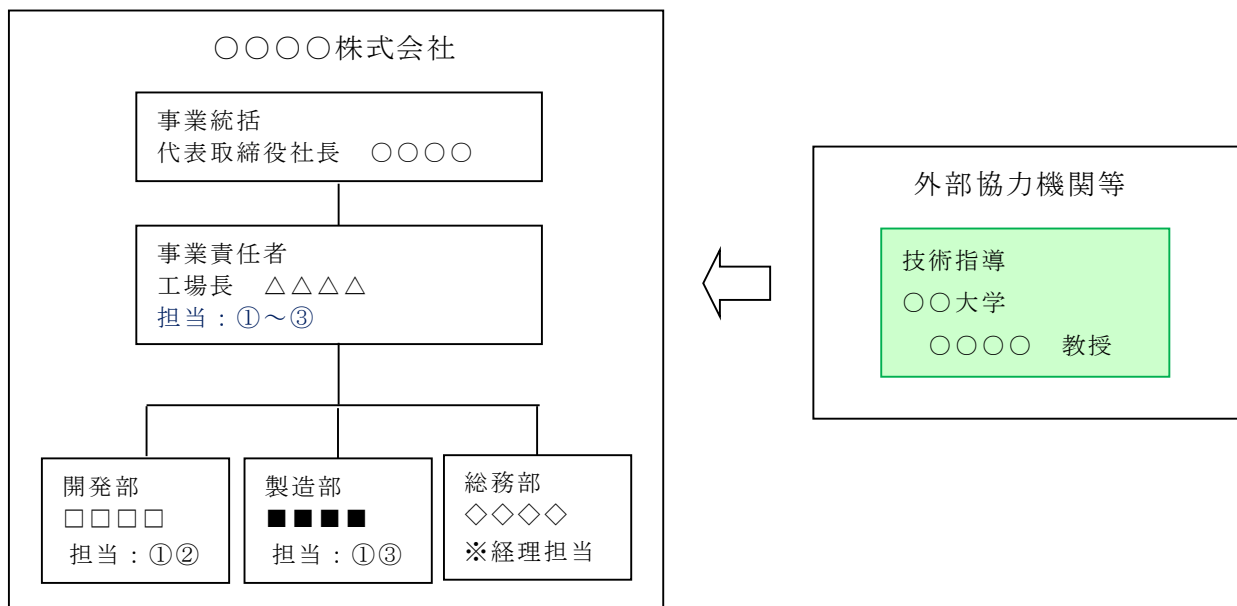 ○○○○株式会社
事業統括
代表取締役社長　○○○○
事業責任者
工場長　△△△△
担当：①～③
開発部
□□□□
担当：①②
製造部
■■■■
担当：①③
総務部
◇◇◇◇
※経理担当
外部協力機関等
技術指導
○○大学
○○○○　教授